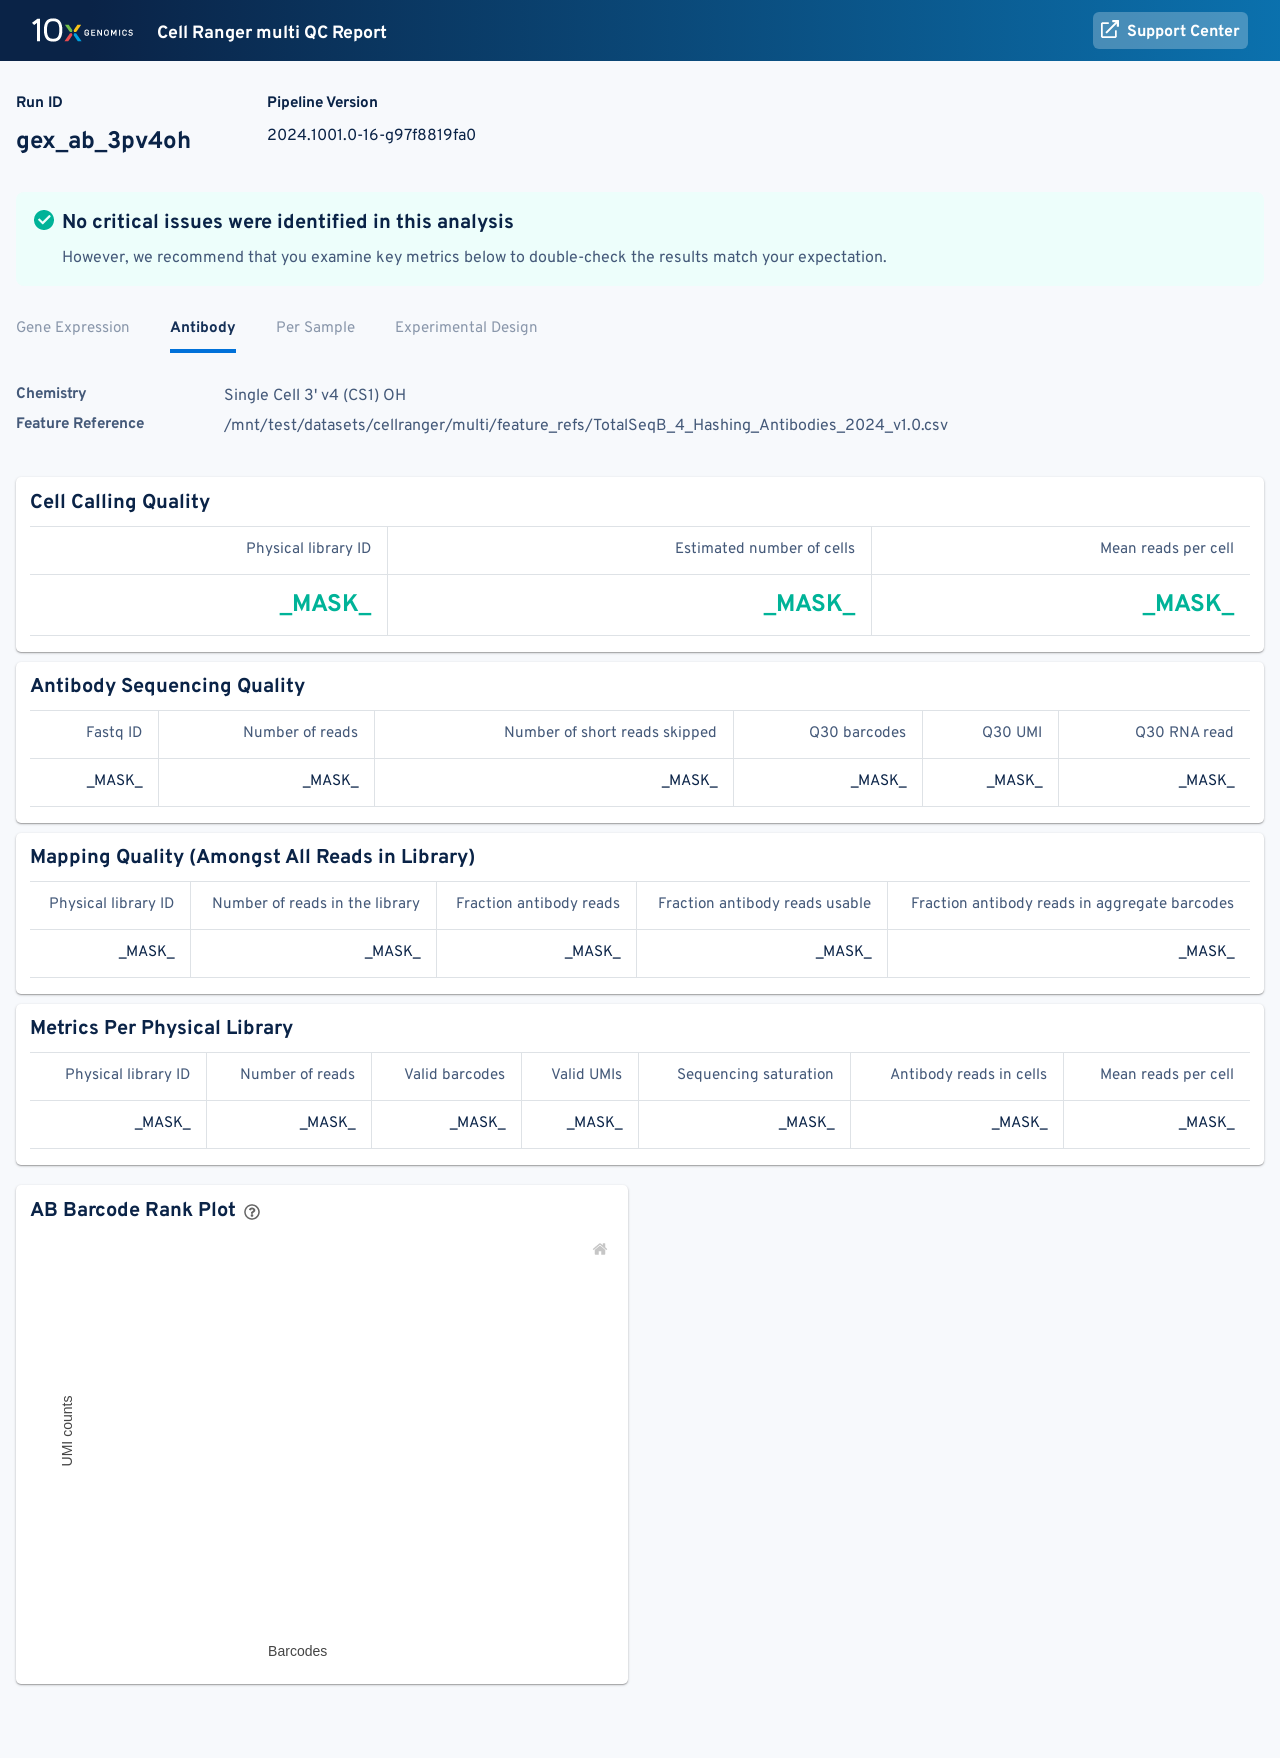 10x GENOMICS Cell Ranger multi QC Report Support Center
Run ID Pipeline Version
gex_ab_3pv4oh 2024.1001.0-16-g97f8819fa0
No critical issues were identified in this analysis
However, we recommend that you examine key metrics below to double-check the results match your expectation.
Gene Expression Antibody Per Sample Experimental Design
Chemistry Single Cell 3' v4 (CS1) OH
Feature Reference /mnt/test/datasets/cellranger/multi/feature_refs/TotalSeqB_4_Hashing_Antibodies_2024_v1.0.csv
Cell Calling Quality
Physical library ID Estimated number of cells Mean reads per cell
_MASK_ _MASK_ _MASK_
Antibody Sequencing Quality
Fastq ID Number of reads Number of short reads skipped Q30 barcodes Q30 UMI Q30 RNA read
_MASK_ _MASK_ _MASK_ _MASK_ _MASK_ _MASK_
Mapping Quality (Amongst All Reads in Library)
Physical library ID Number of reads in the library Fraction antibody reads Fraction antibody reads usable Fraction antibody reads in aggregate barcodes
_MASK_ _MASK_ _MASK_ _MASK_ _MASK_
Metrics Per Physical Library
Physical library ID Number of reads Valid barcodes Valid UMIs Sequencing saturation Antibody reads in cells Mean reads per cell
_MASK_ _MASK_ _MASK_ _MASK_ _MASK_ _MASK_ _MASK_
AB Barcode Rank Plot ?
UMI counts
Barcodes